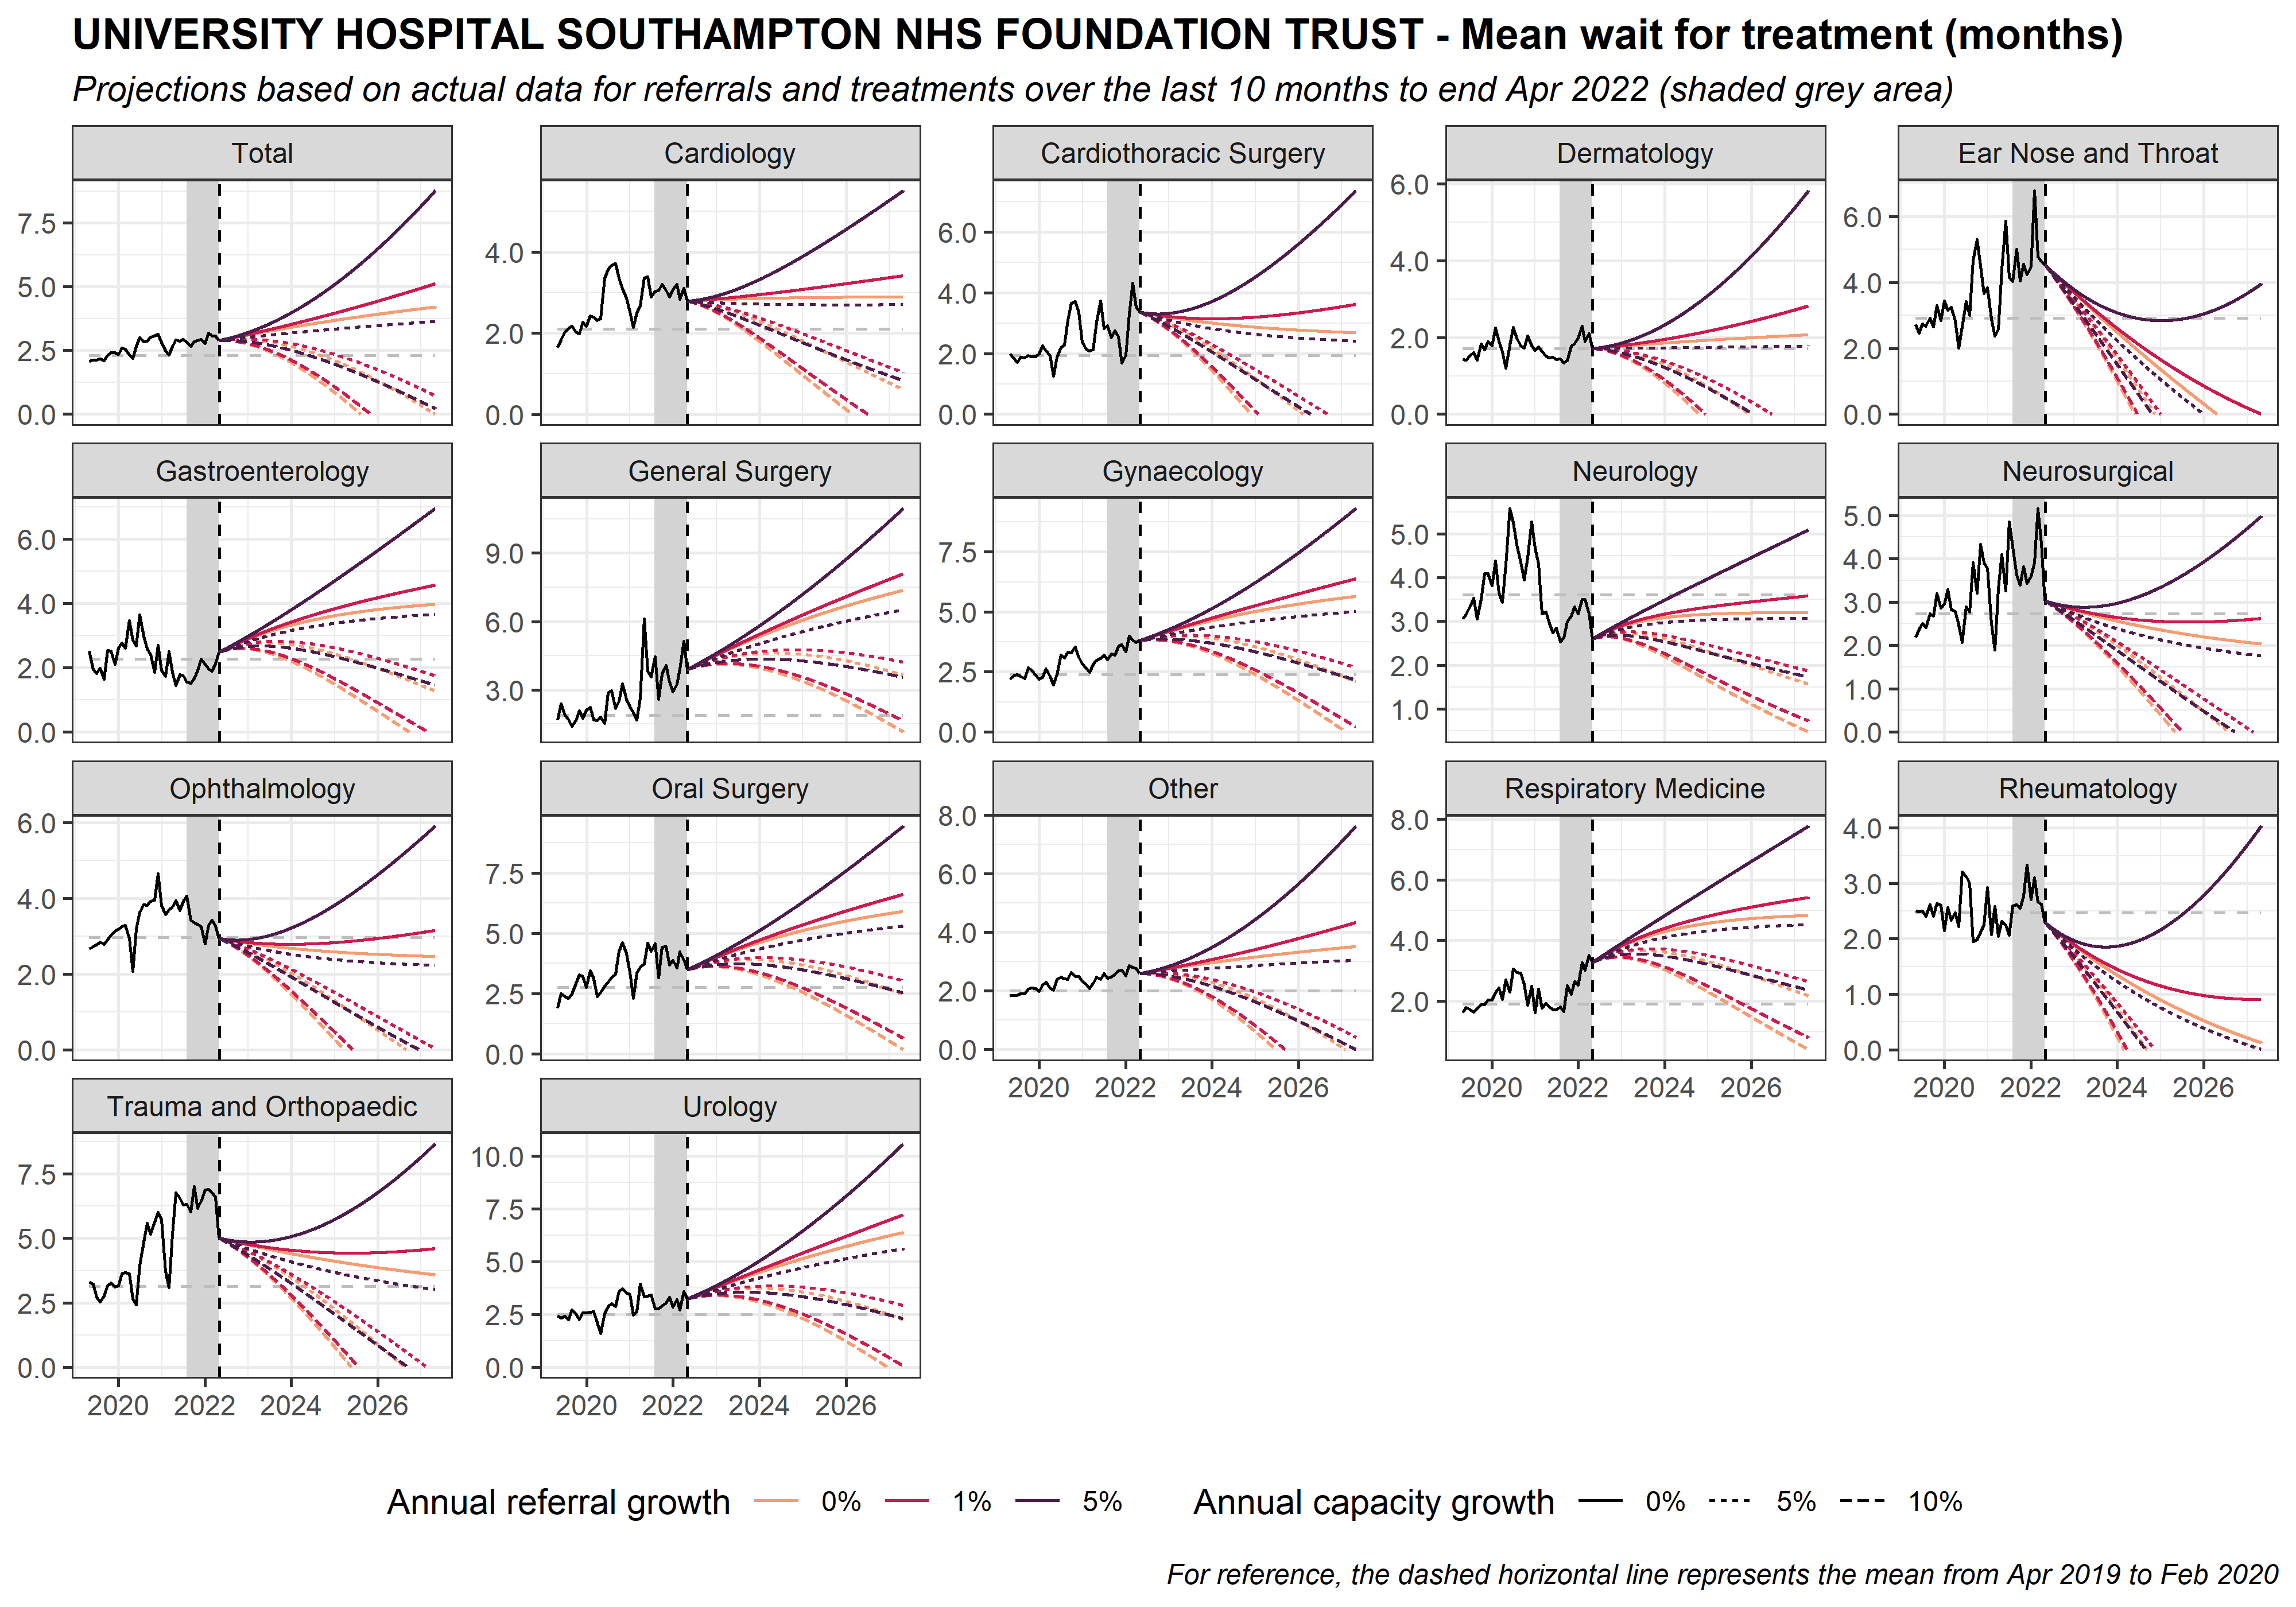 UNIVERSITY HOSPITAL SOUTHAMPTON NHS FOUNDATION TRUST - Mean wait for treatment (months)
Projections based on actual data for referrals and treatments over the last 10 months to end Apr 2022 (shaded grey area)
Total
7.5
5.0
2.5
0.0
Cardiology
4.0
2.0
0.0
Cardiothoracic Surgery
6.0
4.0
2.0
0.0
Dermatology
6.0
4.0
2.0
0.0
Ear Nose and Throat
6.0
4.0
2.0
0.0
Gastroenterology
6.0
4.0
2.0
0.0
General Surgery
9.0
6.0
3.0
Gynaecology
7.5
5.0
2.5
0.0
Neurology
5.0
4.0
3.0
2.0
1.0
Neurosurgical
5.0
4.0
3.0
2.0
1.0
0.0
Ophthalmology
6.0
4.0
2.0
0.0
Oral Surgery
7.5
5.0
2.5
0.0
Other
8.0
6.0
4.0
2.0
0.0
2020 2022 2024 2026
Respiratory Medicine
8.0
6.0
4.0
2.0
2020 2022 2024 2026
Rheumatology
4.0
3.0
2.0
1.0
0.0
2020 2022 2024 2026
Trauma and Orthopaedic
7.5
5.0
2.5
0.0
2020 2022 2024 2026
Urology
10.0
7.5
5.0
2.5
0.0
2020 2022 2024 2026
Annual referral growth 0% 1% 5% Annual capacity growth 0% 5% 10%
For reference, the dashed horizontal line represents the mean from Apr 2019 to Feb 2020